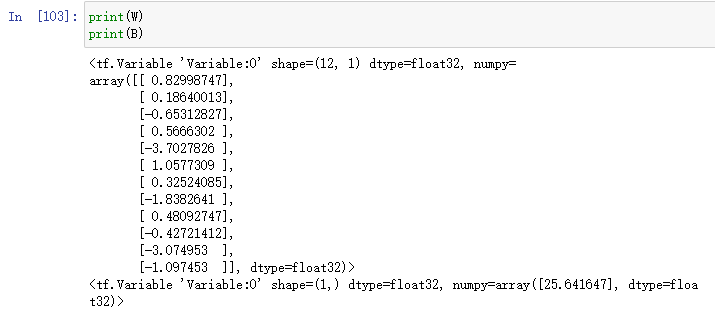 In [103]: print(W)
print(B)
<tf.Variable 'Variable:0' shape=(12, 1) dtype=float32, numpy=
array([[ 0.82998747],
       [ 0.18640013],
       [-0.65312827],
       [ 0.5666302 ],
       [-3.7027826 ],
       [ 1.0577309 ],
       [ 0.32524085],
       [-1.8382641 ],
       [ 0.48092747],
       [-0.42721412],
       [-3.074953  ],
       [-1.097453  ]], dtype=float32)>
<tf.Variable 'Variable:0' shape=(1,) dtype=float32, numpy=array([25.641647], dtype=floa
t32)>